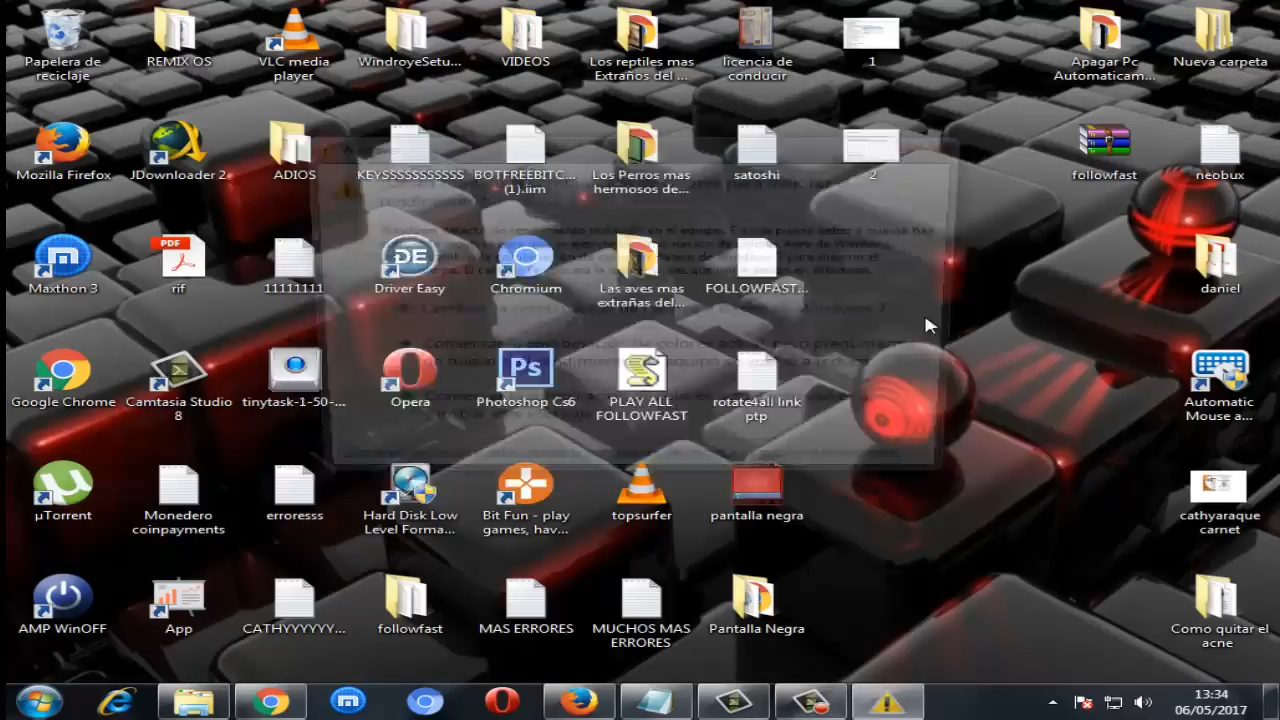 Papelera de
reciclaje
REMIX OS
VLC media
player
WindroyeSetu...
VIDEOS
Los reptiles mas
Extraños del ...
licencia de
conducir
1
Apagar Pc
Automaticam...
Nueva carpeta
Mozilla Firefox
JDownloader 2
ADIOS
KEYSSSSSSSSSSS
BOTFREEBITC...
(1).iim
Los Perros mas
hermosos de...
satoshi
2
followfast
neobux
Maxthon 3
PDF
rif
11111111
DE
Driver Easy
Chromium
Las aves mas
extrañas del...
FOLLOWFAST...
daniel
Google Chrome
Camtasia Studio
8
tinytask-1-50-...
Opera
Ps
Photoshop Cs6
PLAY ALL
FOLLOWFAST
rotate4all link
ptp
Automatic
Mouse a...
µTorrent
Monedero
coinpayments
erroresss
Hard Disk Low
Level Forma...
Bit Fun - play
games, hav...
topsurfer
pantalla negra
cathyaraque
carnet
AMP WinOFF
App
CATHYYYYYY...
followfast
MAS ERRORES
MUCHOS MAS
ERRORES
Pantalla Negra
Como quitar el
acne
13:34
06/05/2017